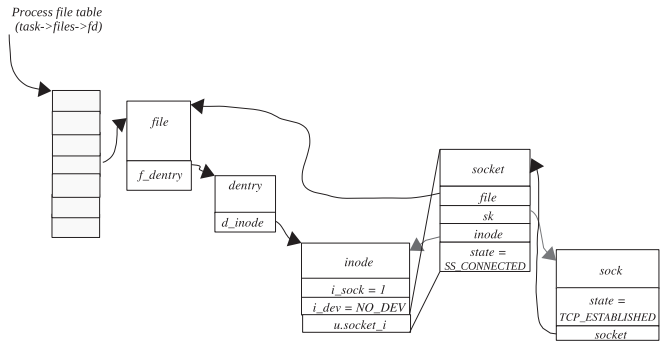 Process file table
(task->files->fd)
file
f_dentry
dentry
d_inode
inode
i_sock = 1
i_dev = NO_DEV
u.socket_i
socket
file
sk
inode
state =
SS_CONNECTED
sock
state =
TCP_ESTABLISHED
socket